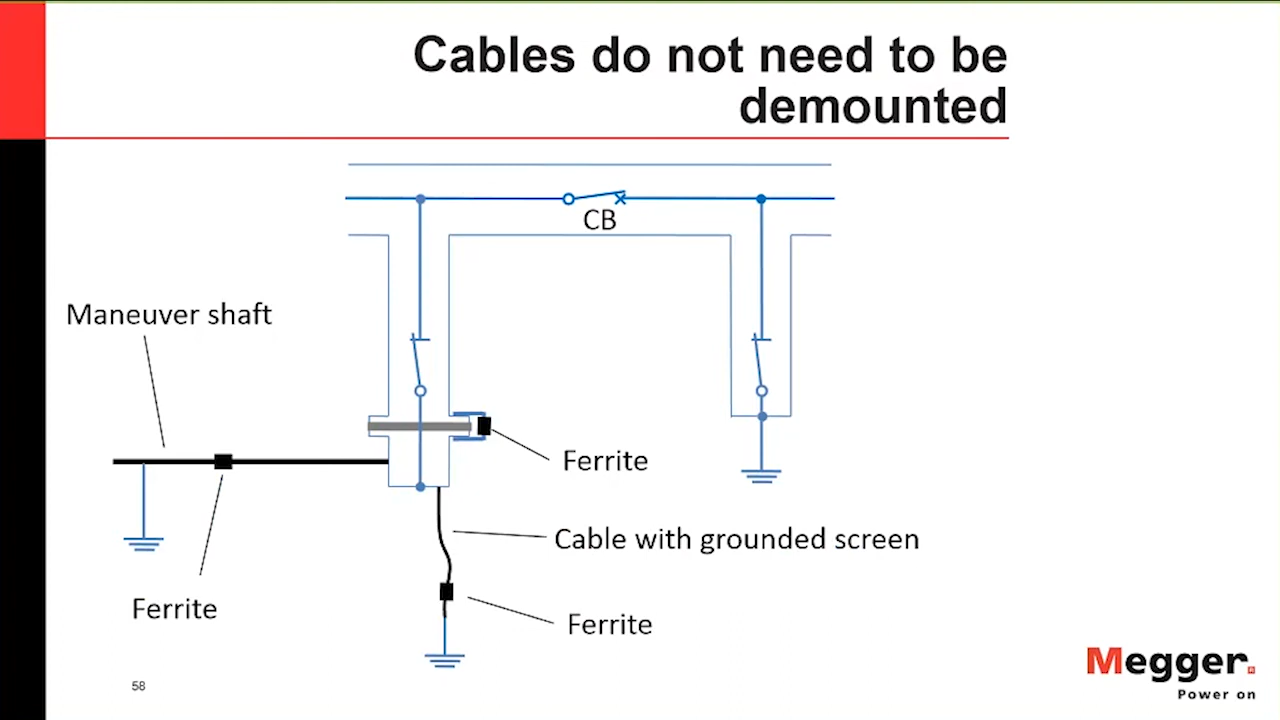 Cables do not need to be
demounted
CB
Maneuver shaft
Ferrite
Cable with grounded screen
Ferrite
Ferrite
58
Megger.
Power on